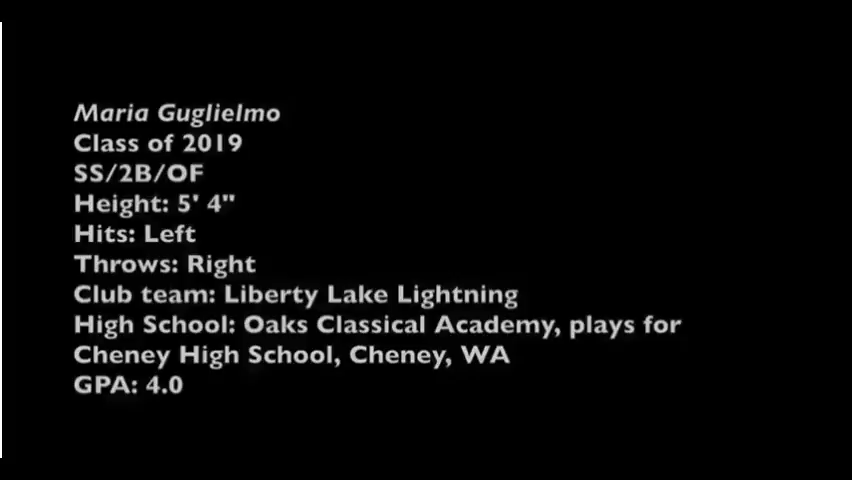 Maria Guglielmo
Class of 2019
SS/2B/OF
Height: 5' 4"
Hits: Left
Throws: Right
Club team: Liberty Lake Lightning
High School: Oaks Classical Academy, plays for
Cheney High School, Cheney, WA
GPA: 4.0